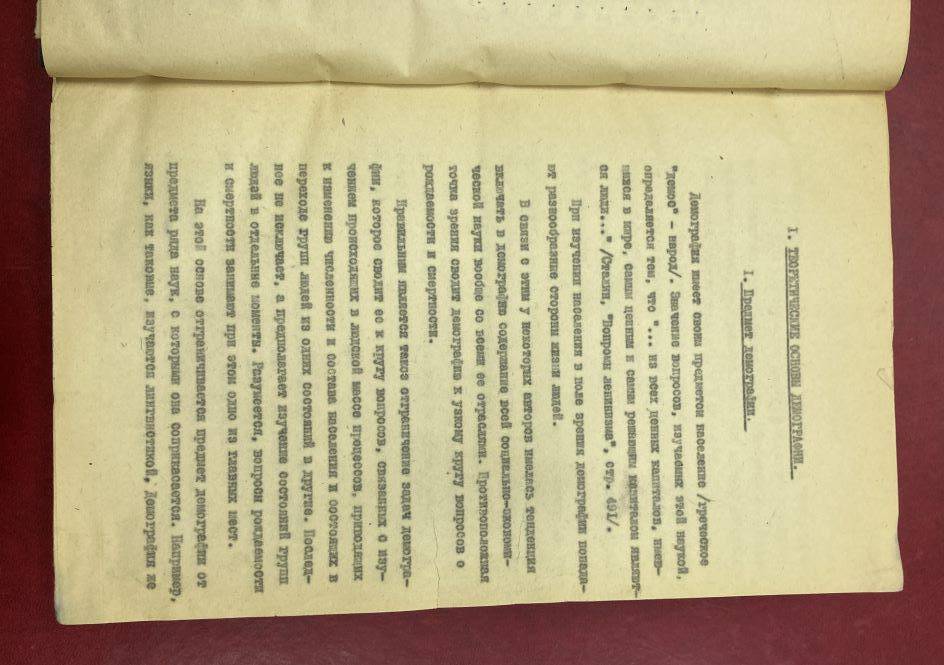 I. ТЕОРЕТИЧЕСКИЕ ОСНОВЫ ДЕМОГРАФИИ.
I. Предмет демографии.
Демография имеет своим предметом население /греческое
"демос" – народ/. Значение вопросов, изучаемых этой наукой,
определяется тем, что "... из всех ценных капиталов, имею-
щихся в мире, самым ценным и самым решающим капиталом являют-
ся люди..." /Сталин, "Вопросы ленинизма", стр. 491/.
При изучении населения в поле зрения демографии попада-
ют разнообразные стороны жизни людей.
В связи с этим у некоторых авторов имелась тенденция
включать в демографию содержание всей социально-экономи-
ческой науки вообще со всеми ее отраслями. Противоположная
точка зрения сводит демографию к узкому кругу вопросов о
рождаемости и смертности.
Правильным является такое отграничение задач демогра-
фии, которое сводит ее к кругу вопросов, связанных с изу-
чением происходящих в людской массе процессов, приводящих
к изменению численности и состава населения и состоящих в
переходе групп людей из одних состояний в другие. Послед-
нее не исключает, а предполагает изучение состояний групп
людей в отдельные моменты. Разумеется, вопросы рождаемости
и смертности занимают при этом одно из главных мест.
На этой основе отграничивается предмет демографии от
предмета ряда наук, с которыми она соприкасается. Например,
языки, как таковые, изучаются лингвистикой. Демография же